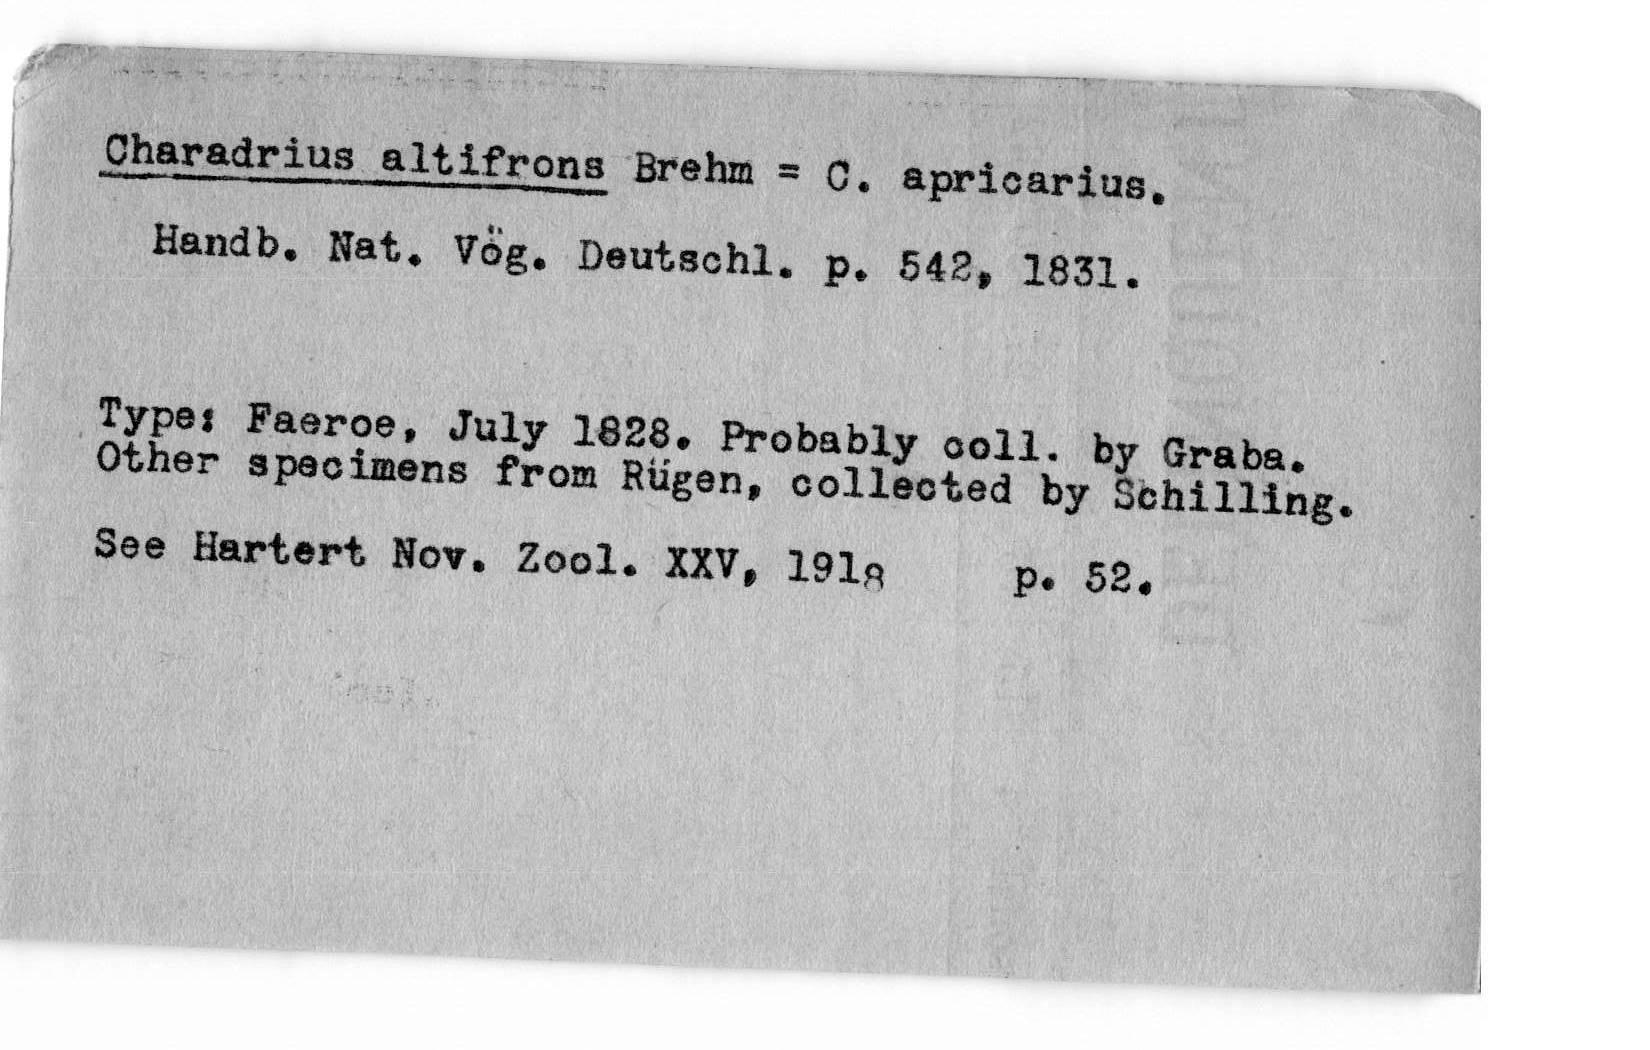 Charadrius altifrons Brehm = C. apricarius.
Handb. Nat. Vög. Deutschl. p. 542, 1831.
Type: Faeroe, July 1828. Probably coll. by Graba.
Other specimens from Rügen, collected by Schilling.
See Hartert Nov. Zool. XXV, 1918 p. 52.